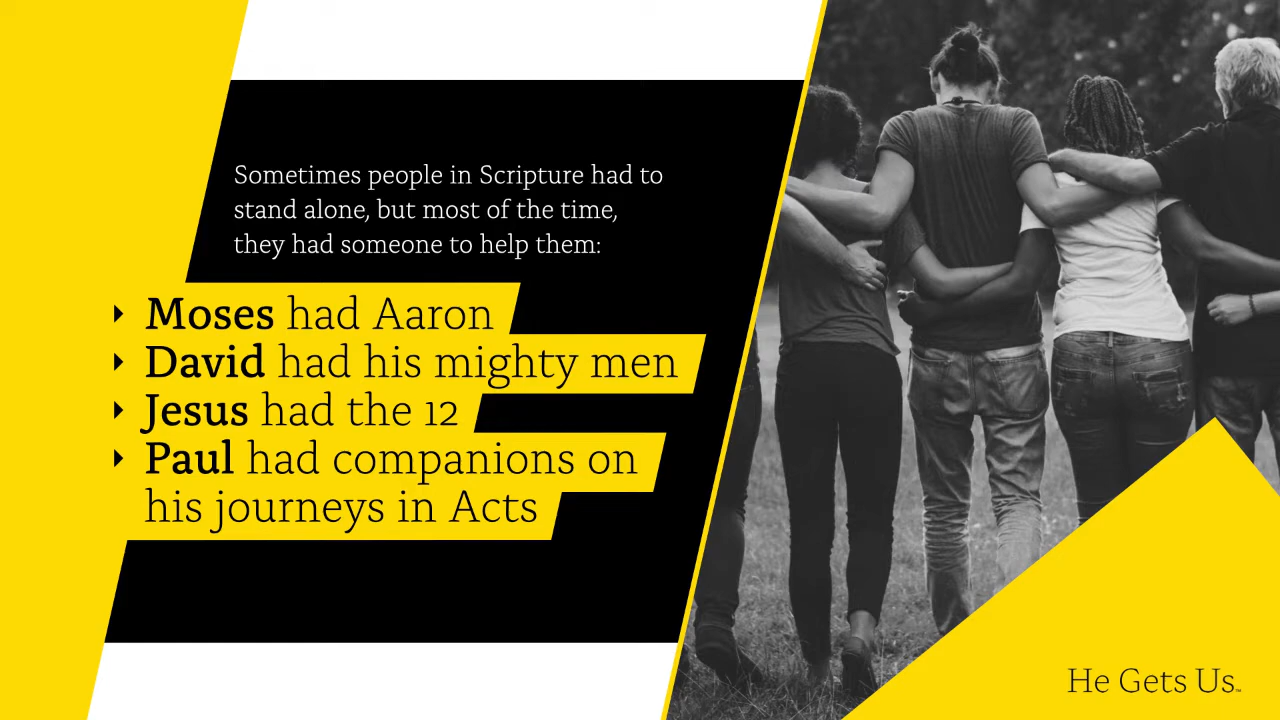 Sometimes people in Scripture had to
stand alone, but most of the time,
they had someone to help them:
‣ Moses had Aaron
‣ David had his mighty men
‣ Jesus had the 12
‣ Paul had companions on
his journeys in Acts
He Gets Us™